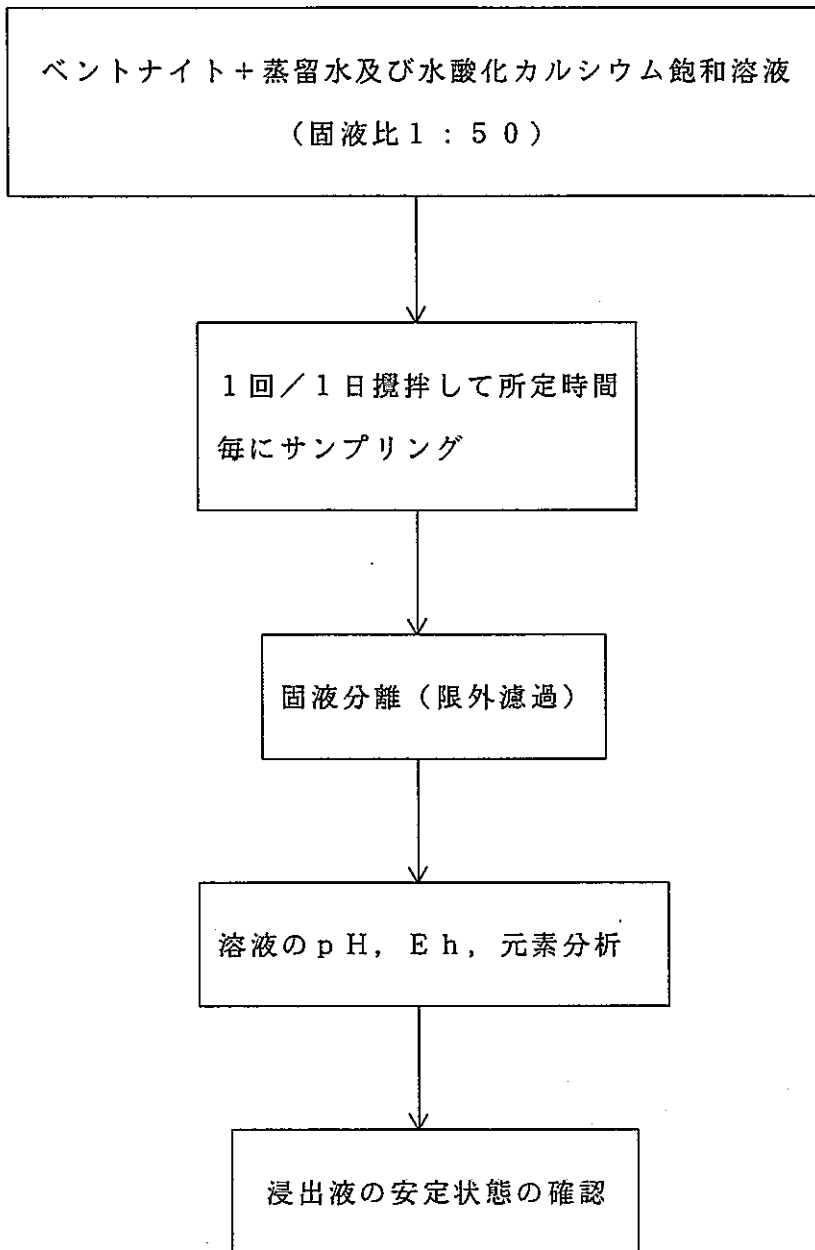 ベントナイト＋蒸留水及び水酸化カルシウム飽和溶液
（固液比１：５０）
１回／１日攪拌して所定時間
毎にサンプリング
固液分離（限外濾過）
溶液のｐＨ，Ｅｈ，元素分析
浸出液の安定状態の確認